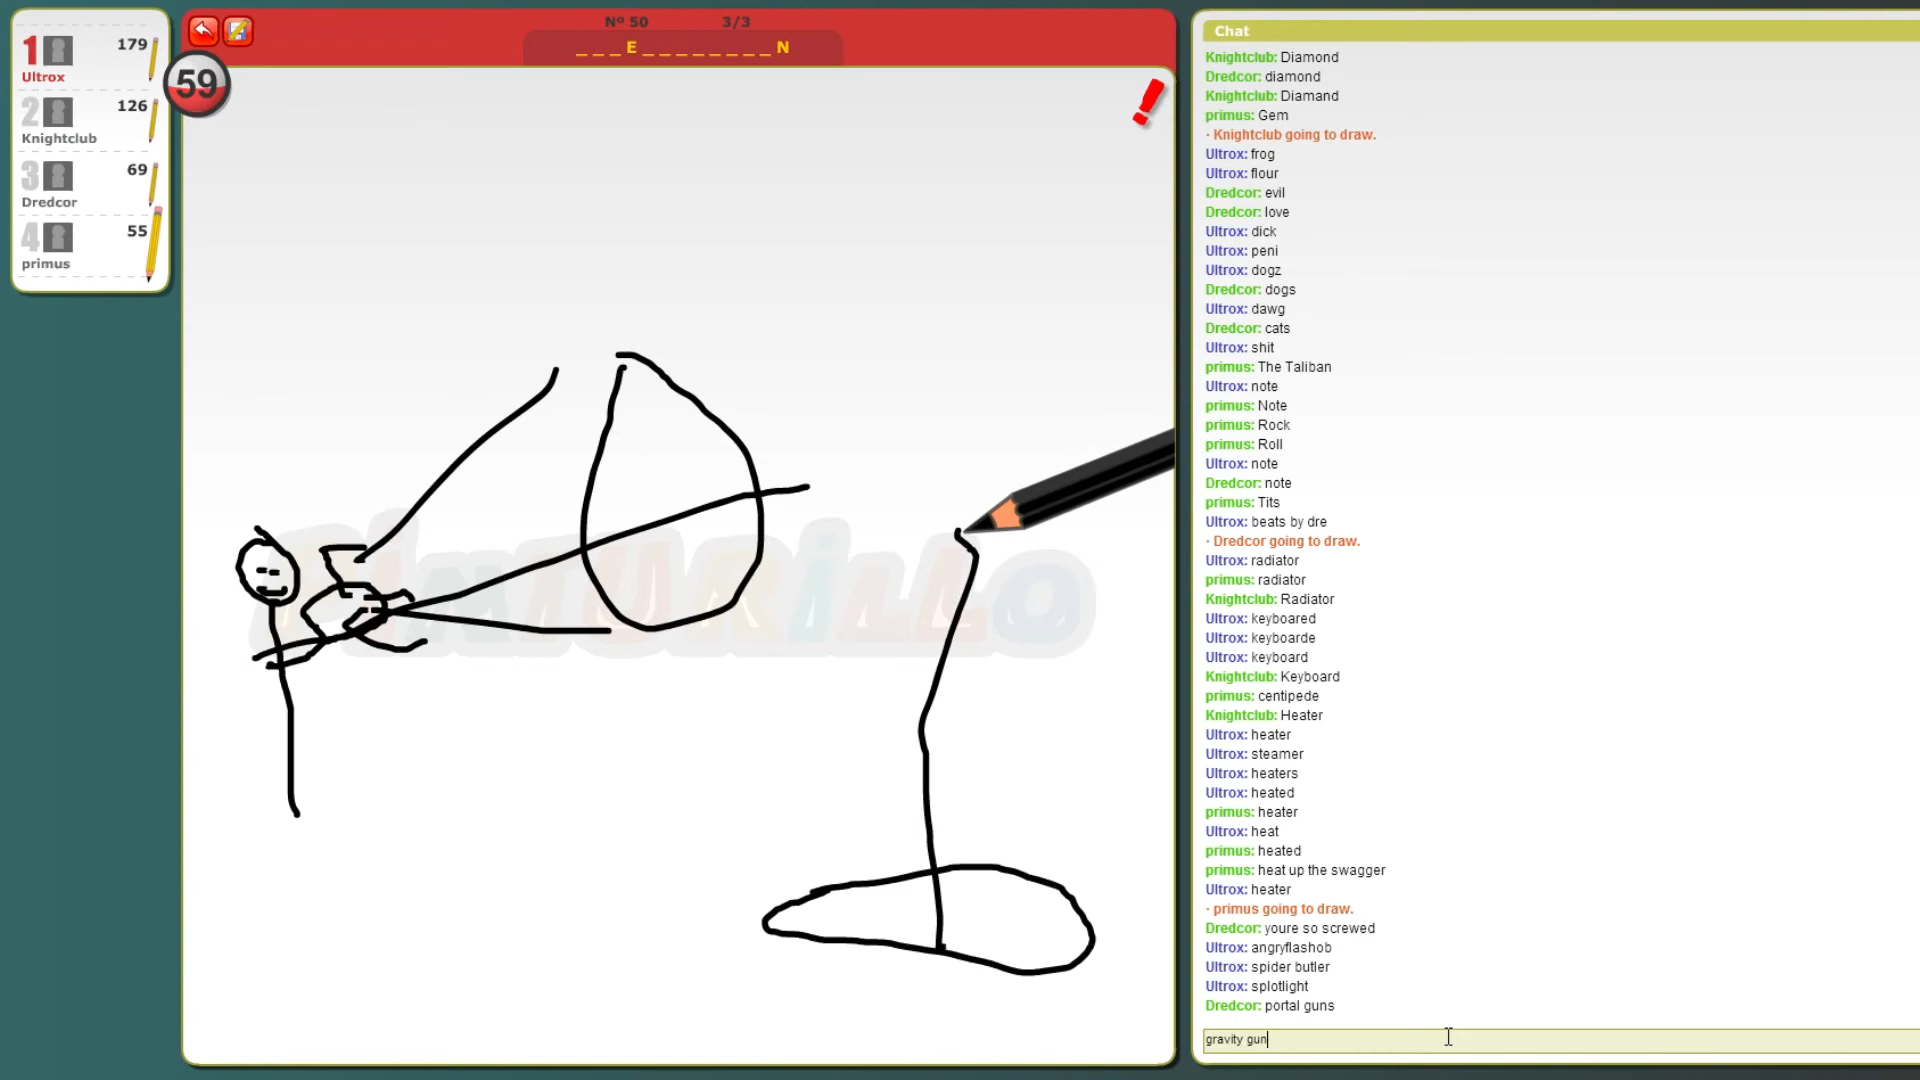 1 179
Ultrox
2 126
Knightclub
3 69
Dredcor
4 55
primus
59
Nº 50 3/3
_ _ _ E _ _ _ _ _ _ _ _ N
PiNTURiLLO
Chat
Knightclub: Diamond
Dredcor: diamond
Knightclub: Diamand
primus: Gem
· Knightclub going to draw.
Ultrox: frog
Ultrox: flour
Dredcor: evil
Dredcor: love
Ultrox: dick
Ultrox: peni
Ultrox: dogz
Dredcor: dogs
Ultrox: dawg
Dredcor: cats
Ultrox: shit
primus: The Taliban
Ultrox: note
primus: Note
primus: Rock
primus: Roll
Ultrox: note
Dredcor: note
primus: Tits
Ultrox: beats by dre
· Dredcor going to draw.
Ultrox: radiator
primus: radiator
Knightclub: Radiator
Ultrox: keyboared
Ultrox: keyboarde
Ultrox: keyboard
Knightclub: Keyboard
primus: centipede
Knightclub: Heater
Ultrox: heater
Ultrox: steamer
Ultrox: heaters
Ultrox: heated
primus: heater
Ultrox: heat
primus: heated
primus: heat up the swagger
Ultrox: heater
· primus going to draw.
Dredcor: youre so screwed
Ultrox: angryflashob
Ultrox: spider butler
Ultrox: splotlight
Dredcor: portal guns
gravity gun